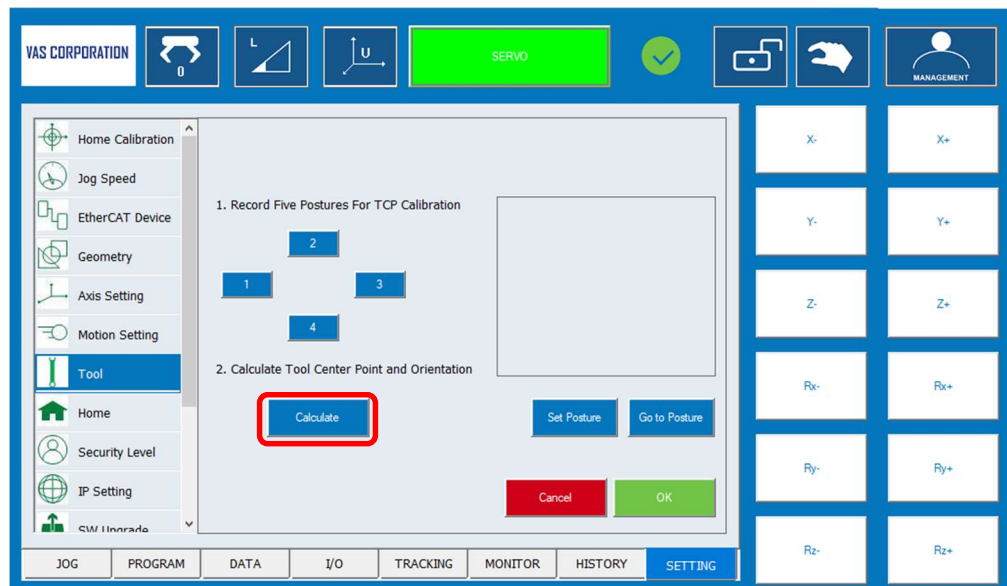 VAS CORPORATION
0
L
U
SERVO
MANAGEMENT
Home Calibration
Jog Speed
EtherCAT Device
Geometry
Axis Setting
Motion Setting
Tool
Home
Security Level
IP Setting
SW Upgrade
1. Record Five Postures For TCP Calibration
2
1
3
4
2. Calculate Tool Center Point and Orientation
Calculate
Set Posture
Go to Posture
Cancel
OK
X-
X+
Y-
Y+
Z-
Z+
Rx-
Rx+
Ry-
Ry+
Rz-
Rz+
JOG
PROGRAM
DATA
I/O
TRACKING
MONITOR
HISTORY
SETTING